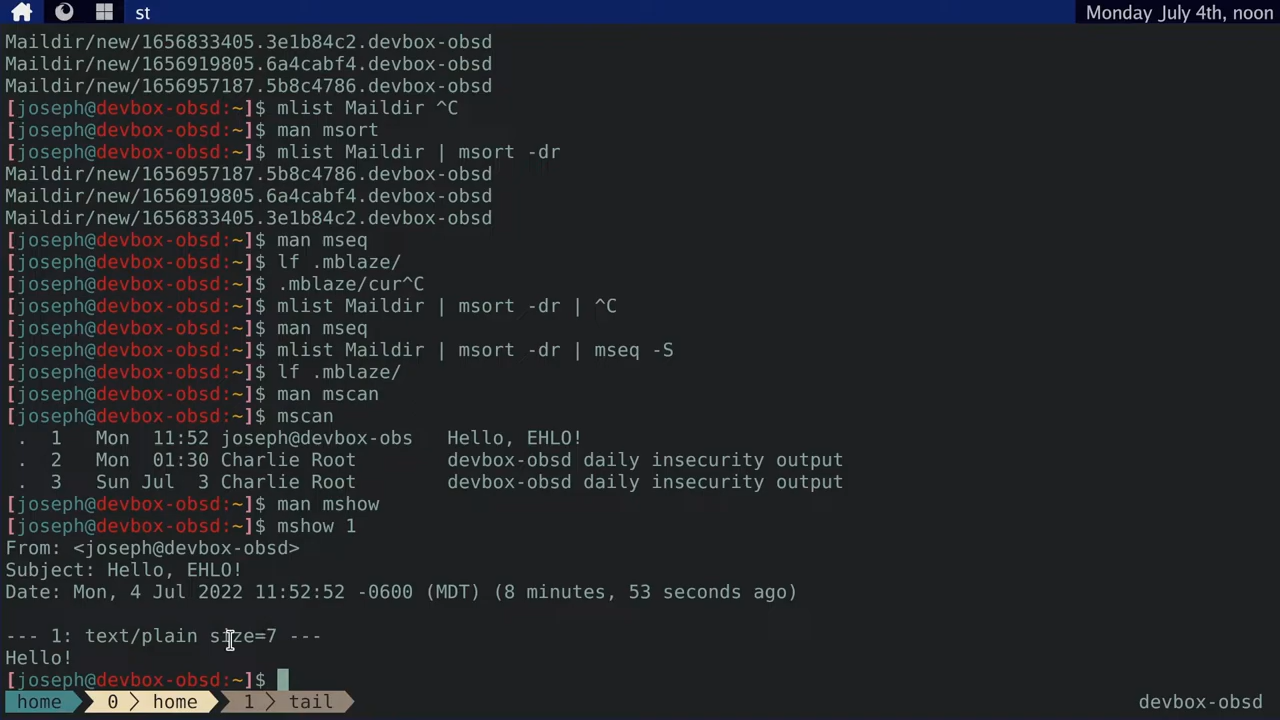 st
Monday July 4th, noon
Maildir/new/1656833405.3e1b84c2.devbox-obsd
Maildir/new/1656919805.6a4cabf4.devbox-obsd
Maildir/new/1656957187.5b8c4786.devbox-obsd
[joseph@devbox-obsd:~]$ mlist Maildir ^C
[joseph@devbox-obsd:~]$ man msort
[joseph@devbox-obsd:~]$ mlist Maildir | msort -dr
Maildir/new/1656957187.5b8c4786.devbox-obsd
Maildir/new/1656919805.6a4cabf4.devbox-obsd
Maildir/new/1656833405.3e1b84c2.devbox-obsd
[joseph@devbox-obsd:~]$ man mseq
[joseph@devbox-obsd:~]$ lf .mblaze/
[joseph@devbox-obsd:~]$ .mblaze/cur^C
[joseph@devbox-obsd:~]$ mlist Maildir | msort -dr | ^C
[joseph@devbox-obsd:~]$ man mseq
[joseph@devbox-obsd:~]$ mlist Maildir | msort -dr | mseq -S
[joseph@devbox-obsd:~]$ lf .mblaze/
[joseph@devbox-obsd:~]$ man mscan
[joseph@devbox-obsd:~]$ mscan
. 1 Mon 11:52 joseph@devbox-obs Hello, EHLO!
. 2 Mon 01:30 Charlie Root devbox-obsd daily insecurity output
. 3 Sun Jul 3 Charlie Root devbox-obsd daily insecurity output
[joseph@devbox-obsd:~]$ man mshow
[joseph@devbox-obsd:~]$ mshow 1
From: <joseph@devbox-obsd>
Subject: Hello, EHLO!
Date: Mon, 4 Jul 2022 11:52:52 -0600 (MDT) (8 minutes, 53 seconds ago)
--- 1: text/plain size=7 ---
Hello!
[joseph@devbox-obsd:~]$
home 0 home 1 tail devbox-obsd